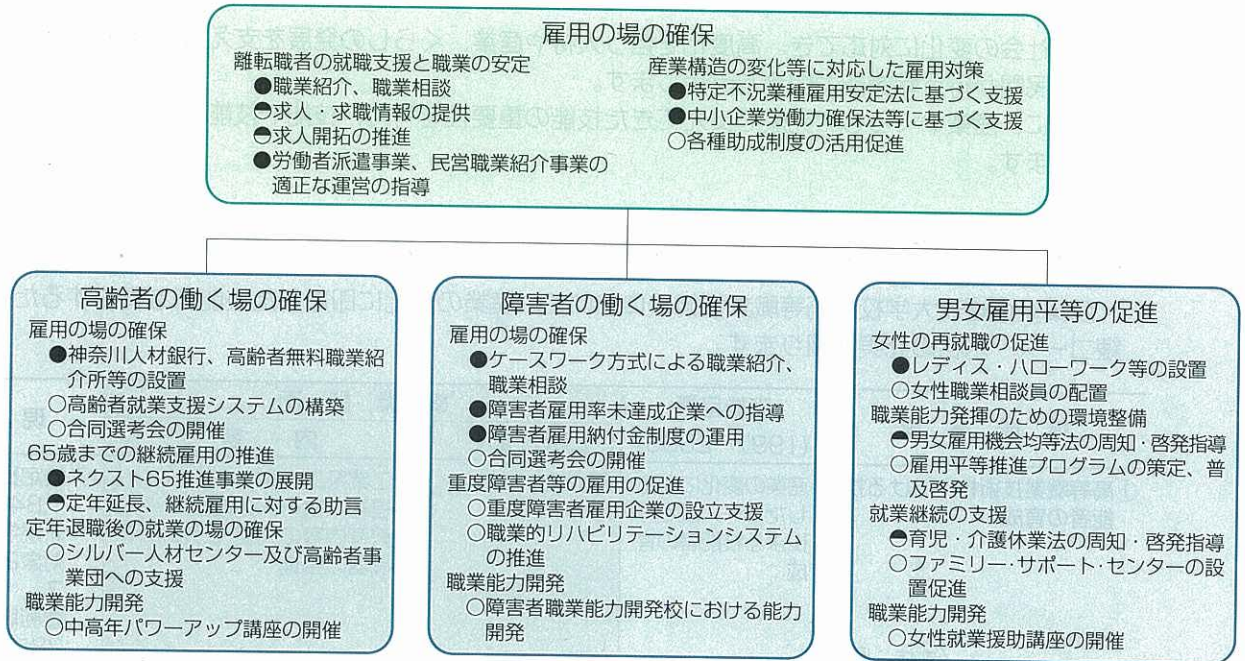 雇用の場の確保
離転職者の就職支援と職業の安定
●職業紹介、職業相談
◓求人・求職情報の提供
◓求人開拓の推進
●労働者派遣事業、民営職業紹介事業の
適正な運営の指導
産業構造の変化等に対応した雇用対策
●特定不況業種雇用安定法に基づく支援
●中小企業労働力確保法等に基づく支援
○各種助成制度の活用促進
高齢者の働く場の確保
雇用の場の確保
●神奈川人材銀行、高齢者無料職業紹
介所等の設置
○高齢者就業支援システムの構築
○合同選考会の開催
65歳までの継続雇用の推進
●ネクスト65推進事業の展開
◓定年延長、継続雇用に対する助言
定年退職後の就業の場の確保
○シルバー人材センター及び高齢者事
業団への支援
職業能力開発
○中高年パワーアップ講座の開催
障害者の働く場の確保
雇用の場の確保
●ケースワーク方式による職業紹介、
職業相談
●障害者雇用率未達成企業への指導
●障害者雇用納付金制度の運用
○合同選考会の開催
重度障害者等の雇用の促進
○重度障害者雇用企業の設立支援
○職業的リハビリテーションシステム
の推進
職業能力開発
○障害者職業能力開発校における能力
開発
男女雇用平等の促進
女性の再就職の促進
●レディス・ハローワーク等の設置
○女性職業相談員の配置
職業能力発揮のための環境整備
◓男女雇用機会均等法の周知・啓発指導
○雇用平等推進プログラムの策定、普
及啓発
就業継続の支援
◓育児・介護休業法の周知・啓発指導
○ファミリー・サポート・センターの設
置促進
職業能力開発
○女性就業援助講座の開催